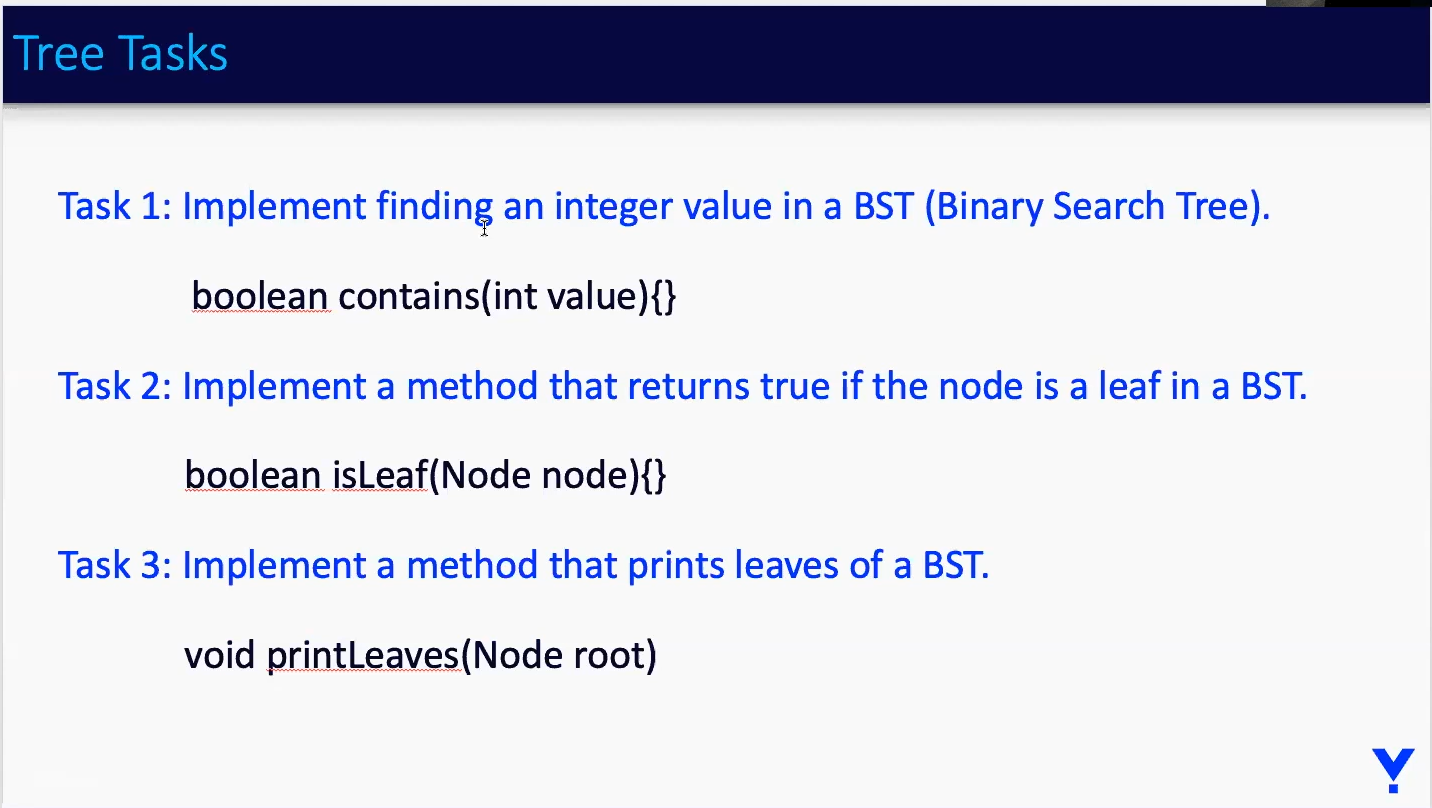 Tree Tasks
Task 1: Implement finding an integer value in a BST (Binary Search Tree).
boolean contains(int value){}
Task 2: Implement a method that returns true if the node is a leaf in a BST.
boolean isLeaf(Node node){}
Task 3: Implement a method that prints leaves of a BST.
void printLeaves(Node root)